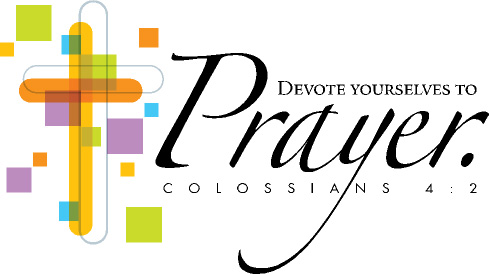 DEVOTE YOURSELVES TO
Prayer.
COLOSSIANS 4:2